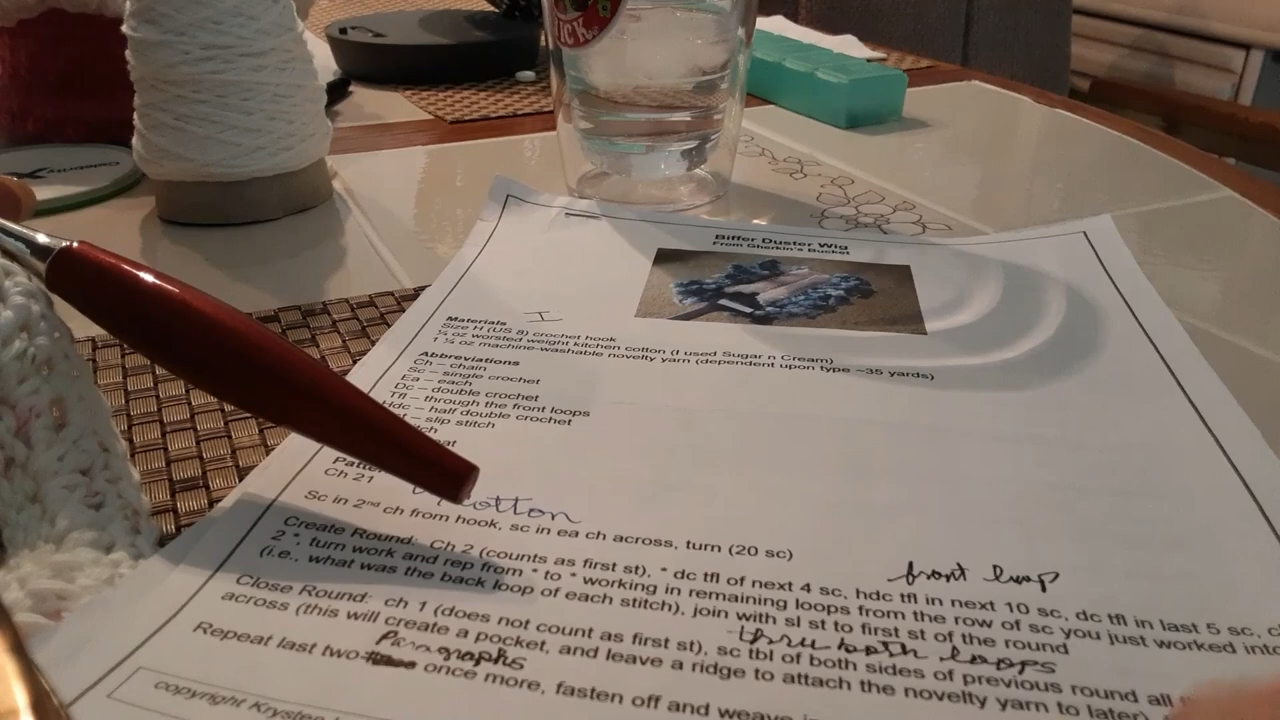 ICK
Celebrity
Biffer Duster Wig
From Gherkin's Bucket
Materials I
Size H (US 8) crochet hook
¾ oz worsted weight kitchen cotton (I used Sugar n Cream)
1 ¼ oz machine-washable novelty yarn (dependent upon type ~35 yards)
Abbreviations
Ch – chain
Sc – single crochet
Ea – each
Dc – double crochet
Tfl – through the front loops
Hdc – half double crochet
– slip stitch
Ch 21
cotton
Sc in 2nd ch from hook, sc in ea ch across, turn (20 sc)
front loop
Create Round: Ch 2 (counts as first st), * dc tfl of next 4 sc, hdc tfl in next 10 sc, dc tfl in last 5 sc,
2 *, turn work and rep from * to * working in remaining loops from the row of sc you just worked into
(i.e., what was the back loop of each stitch), join with sl st to first st of the round
thru both loops
Close Round: ch 1 (does not count as first st), sc tbl of both sides of previous round all
across (this will create a pocket, and leave a ridge to attach the novelty yarn to later)
Paragraphs
Repeat last two once more, fasten off and weave
copyright